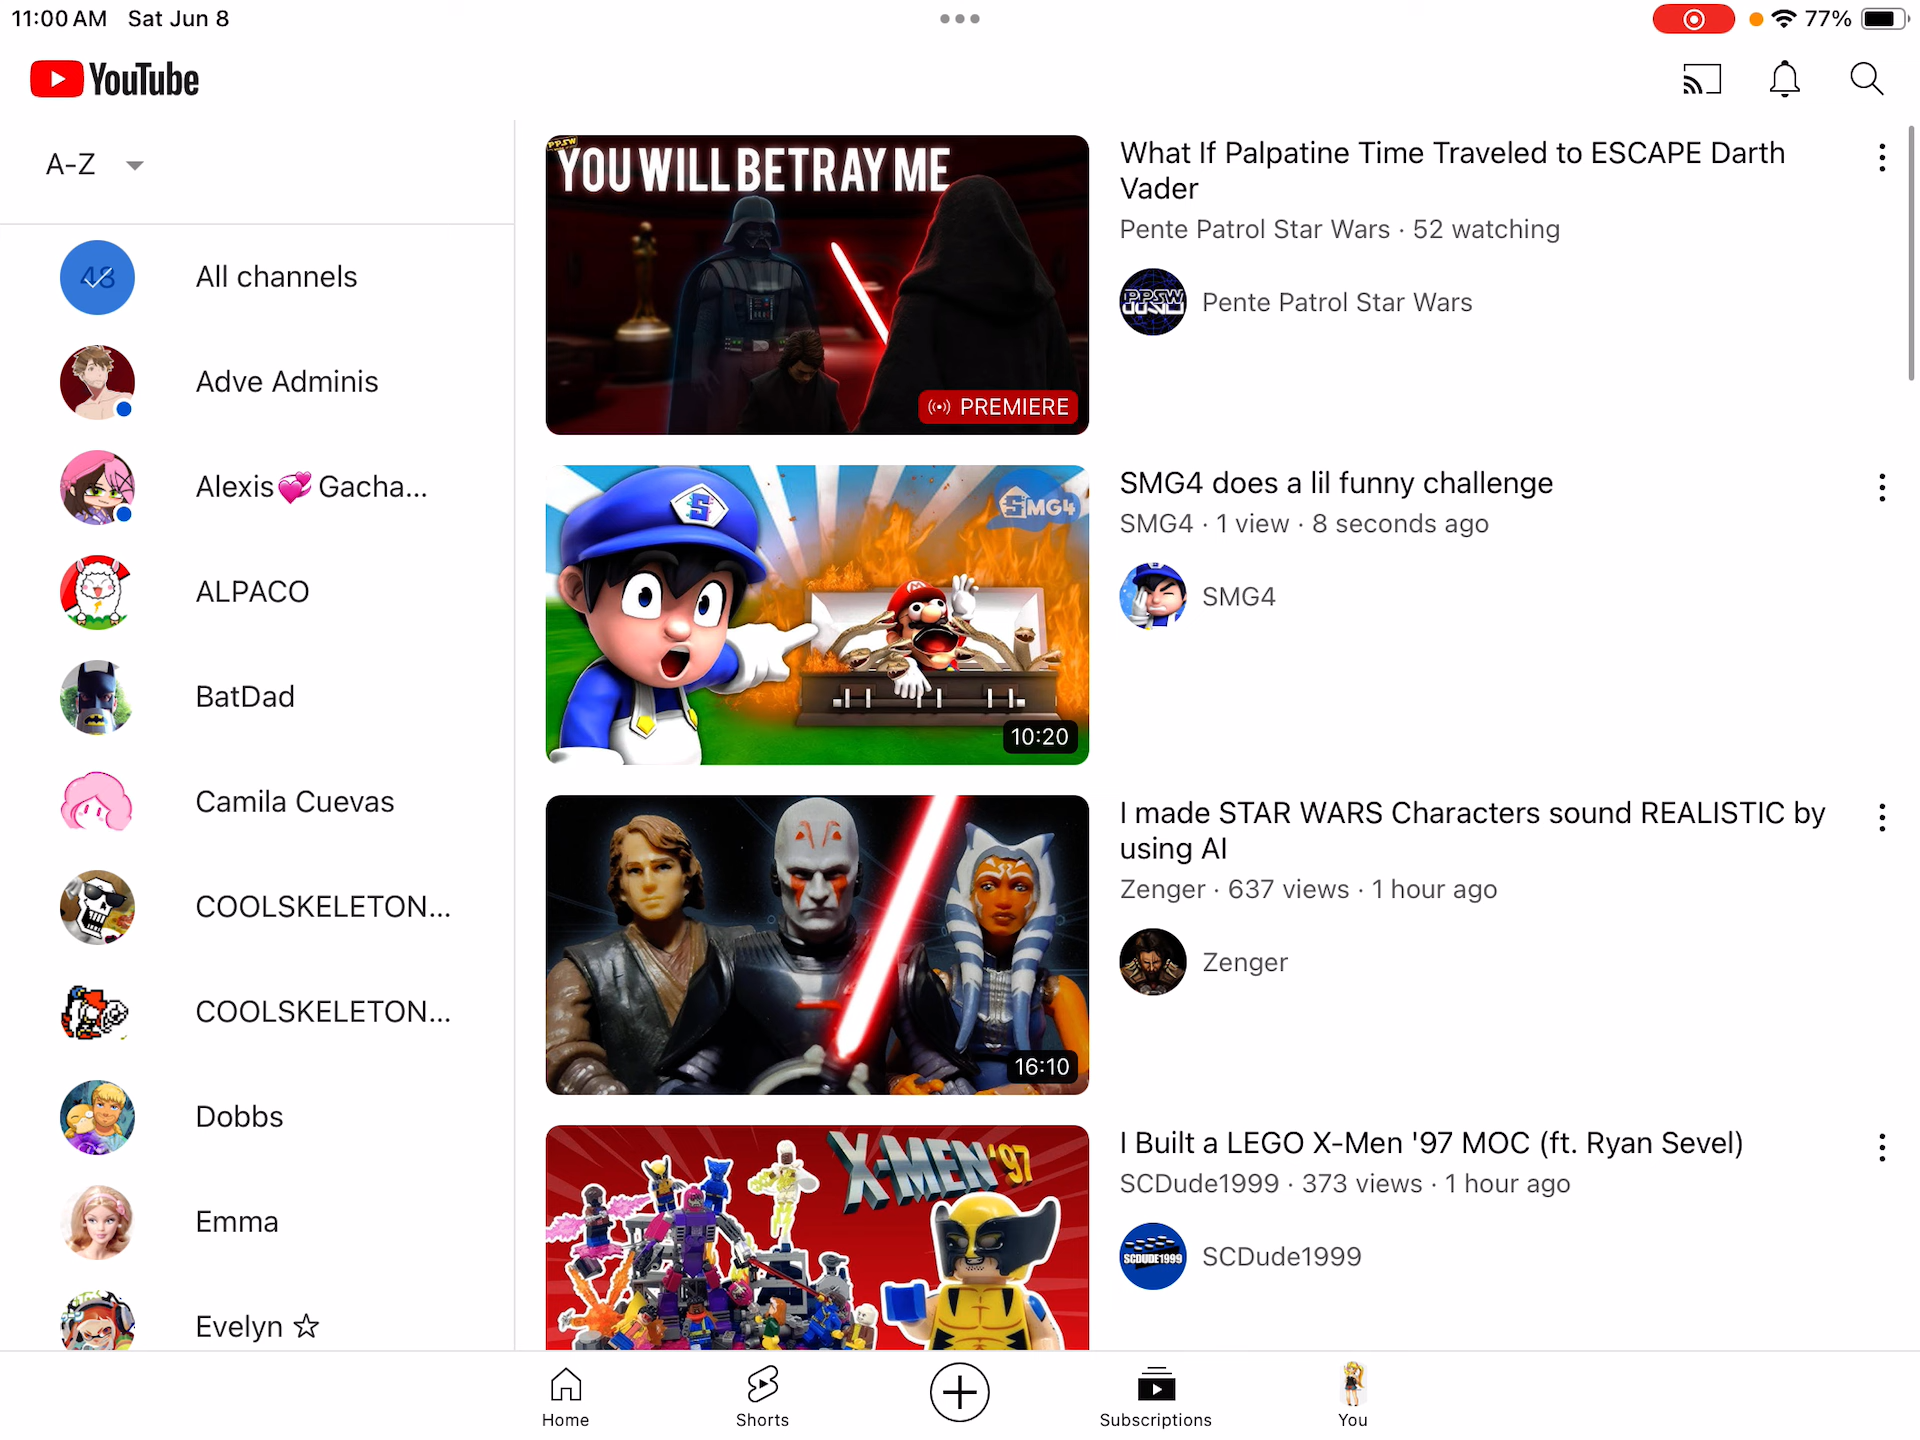 11:00 AM Sat Jun 8
77%
YouTube
A-Z
48
All channels
Adve Adminis
Alexis💞 Gacha...
ALPACO
BatDad
Camila Cuevas
COOLSKELETON...
COOLSKELETON...
Dobbs
Emma
Evelyn ☆
PPSW
YOU WILL BETRAY ME
PREMIERE
What If Palpatine Time Traveled to ESCAPE Darth
Vader
Pente Patrol Star Wars · 52 watching
PPSW
Pente Patrol Star Wars
S
SMG4
10:20
SMG4 does a lil funny challenge
SMG4 · 1 view · 8 seconds ago
SMG4
16:10
I made STAR WARS Characters sound REALISTIC by
using AI
Zenger · 637 views · 1 hour ago
Zenger
X-MEN '97
I Built a LEGO X-Men '97 MOC (ft. Ryan Sevel)
SCDude1999 · 373 views · 1 hour ago
SCDUDE1999
SCDude1999
Home
Shorts
Subscriptions
You